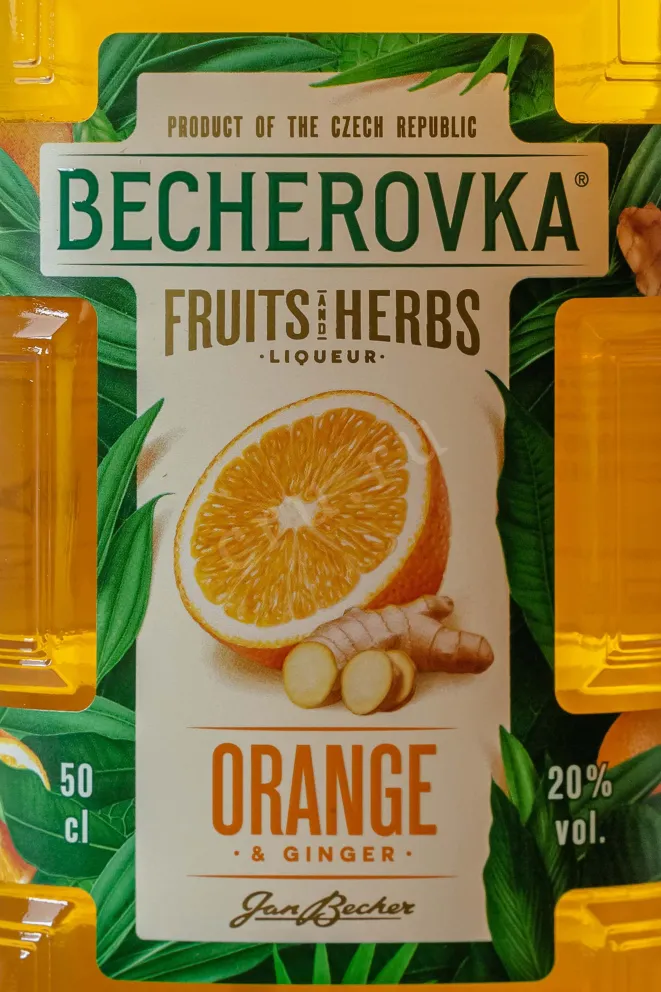 PRODUCT OF THE CZECH REPUBLIC
BECHEROVKA®
FRUITS AND HERBS
·LIQUEUR·
ORANGE
· & GINGER ·
50
cl
20%
vol.
Jan Becher